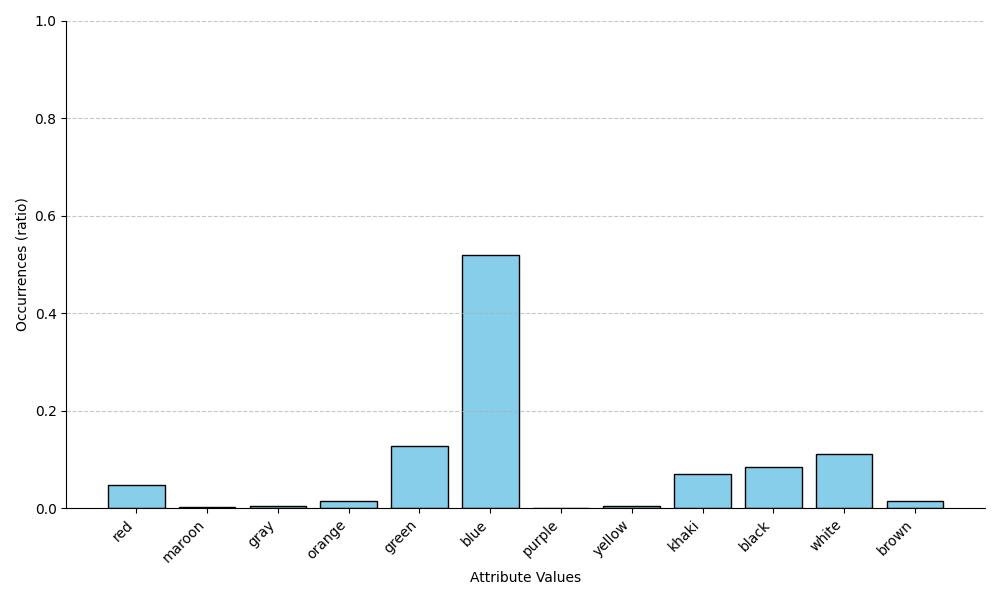 1.0
0.8
0.6
0.4
0.2
0.0
Occurrences (ratio)
red
maroon
gray
orange
green
blue
purple
yellow
khaki
black
white
brown
Attribute Values